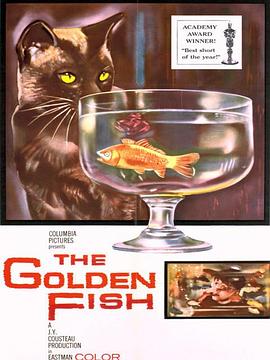 ACADEMY
AWARD
WINNER!
"Best short
of the year!"
COLUMBIA
PICTURES
presents
THE
GOLDEN
FISH
A
J.Y.
COUSTEAU
PRODUCTION
in
EASTMAN COLOR